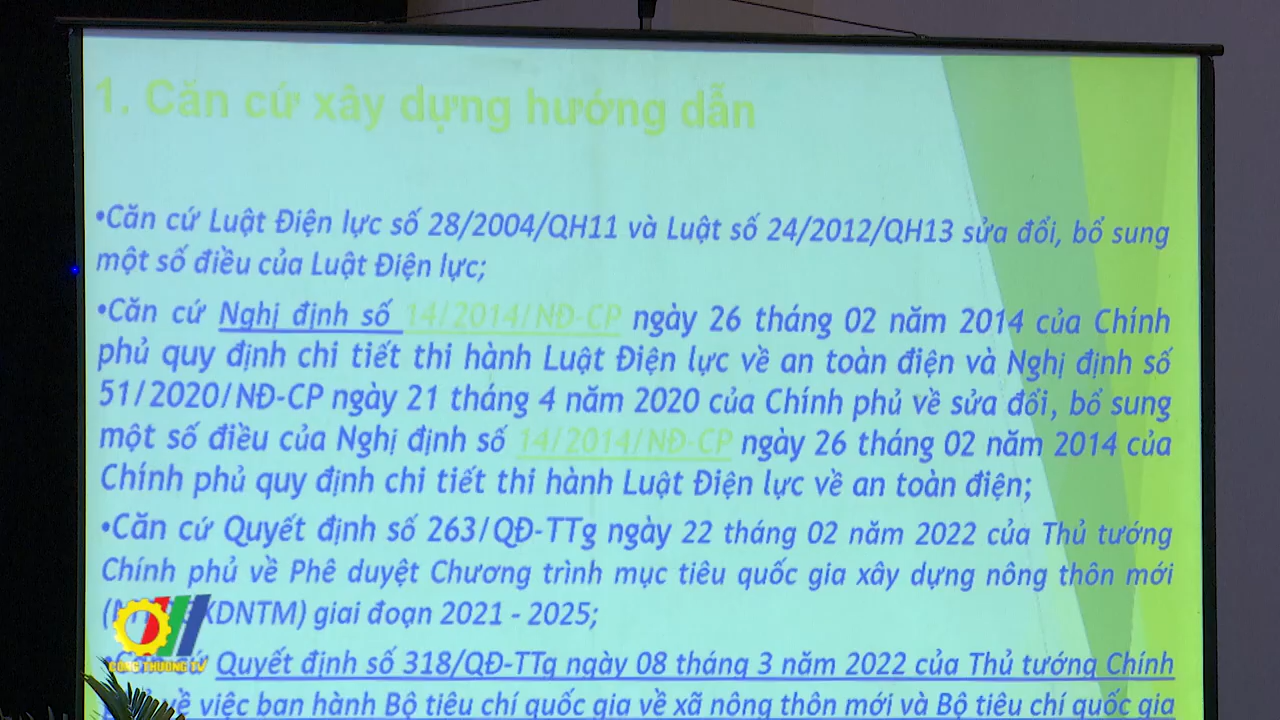 1. Căn cứ xây dựng hướng dẫn
•Căn cứ Luật Điện lực số 28/2004/QH11 và Luật số 24/2012/QH13 sửa đổi, bổ sung
một số điều của Luật Điện lực;
•Căn cứ Nghị định số 14/2014/NĐ-CP ngày 26 tháng 02 năm 2014 của Chính
phủ quy định chi tiết thi hành Luật Điện lực về an toàn điện và Nghị định số
51/2020/NĐ-CP ngày 21 tháng 4 năm 2020 của Chính phủ về sửa đổi, bổ sung
một số điều của Nghị định số 14/2014/NĐ-CP ngày 26 tháng 02 năm 2014 của
Chính phủ quy định chi tiết thi hành Luật Điện lực về an toàn điện;
•Căn cứ Quyết định số 263/QĐ-TTg ngày 22 tháng 02 năm 2022 của Thủ tướng
Chính phủ về Phê duyệt Chương trình mục tiêu quốc gia xây dựng nông thôn mới
XDNTM) giai đoạn 2021 - 2025;
CÔNG THƯƠNG TV
Quyết định số 318/QĐ-TTg ngày 08 tháng 3 năm 2022 của Thủ tướng Chính
về việc ban hành Bộ tiêu chí quốc gia về xã nông thôn mới và Bộ tiêu chí quốc gia